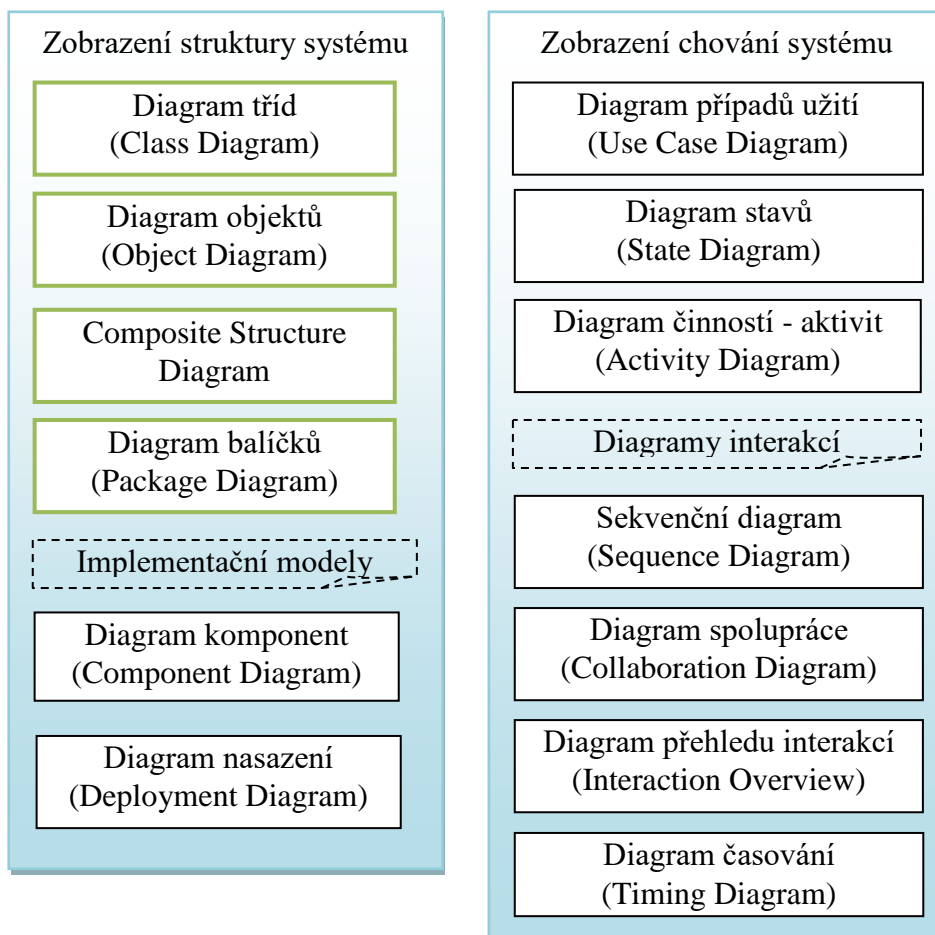 Zobrazení struktury systému
Diagram tříd
(Class Diagram)
Diagram objektů
(Object Diagram)
Composite Structure
Diagram
Diagram balíčků
(Package Diagram)
Implementační modely
Diagram komponent
(Component Diagram)
Diagram nasazení
(Deployment Diagram)
Zobrazení chování systému
Diagram případů užití
(Use Case Diagram)
Diagram stavů
(State Diagram)
Diagram činností - aktivit
(Activity Diagram)
Diagramy interakcí
Sekvenční diagram
(Sequence Diagram)
Diagram spolupráce
(Collaboration Diagram)
Diagram přehledu interakcí
(Interaction Overview)
Diagram časování
(Timing Diagram)